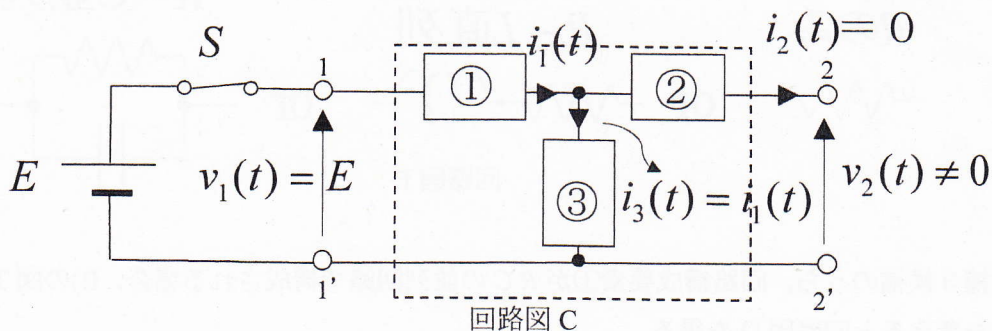 S
1
①
i₁(t)
②
i₂(t)=0
2
E
v₁(t)=E
③
i₃(t)=i₁(t)
v₂(t)≠0
1'
2'
回路図 C